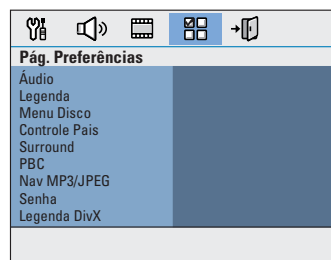 Pág. Preferências
Áudio
Legenda
Menu Disco
Controle Pais
Surround
PBC
Nav MP3/JPEG
Senha
Legenda DivX